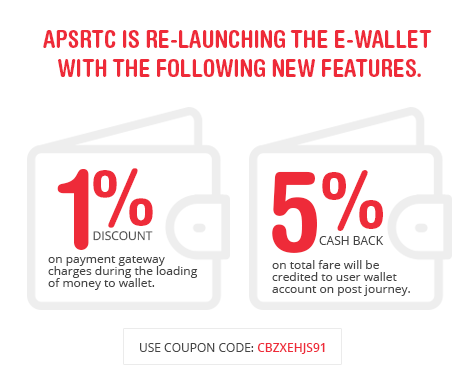 APSRTC IS RE-LAUNCHING THE E-WALLET
WITH THE FOLLOWING NEW FEATURES.
1%
DISCOUNT
on payment gateway
charges during the loading
of money to wallet.
5%
CASH BACK
on total fare will be
credited to user wallet
account on post journey.
USE COUPON CODE: CBZXEHJS91